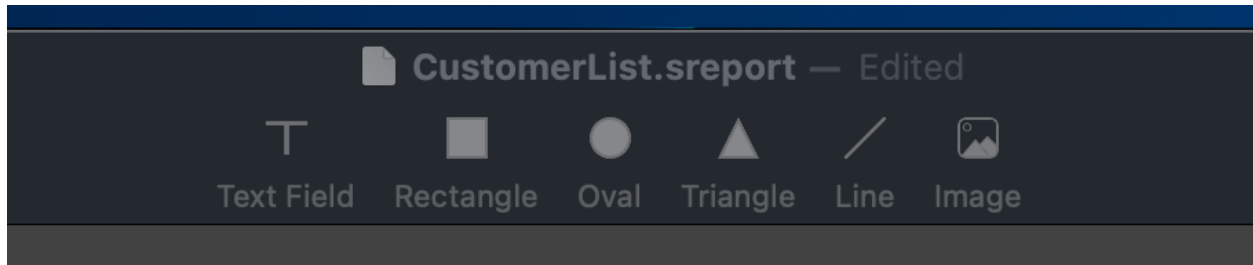 CustomerList.sreport — Edited
Text Field Rectangle Oval Triangle Line Image